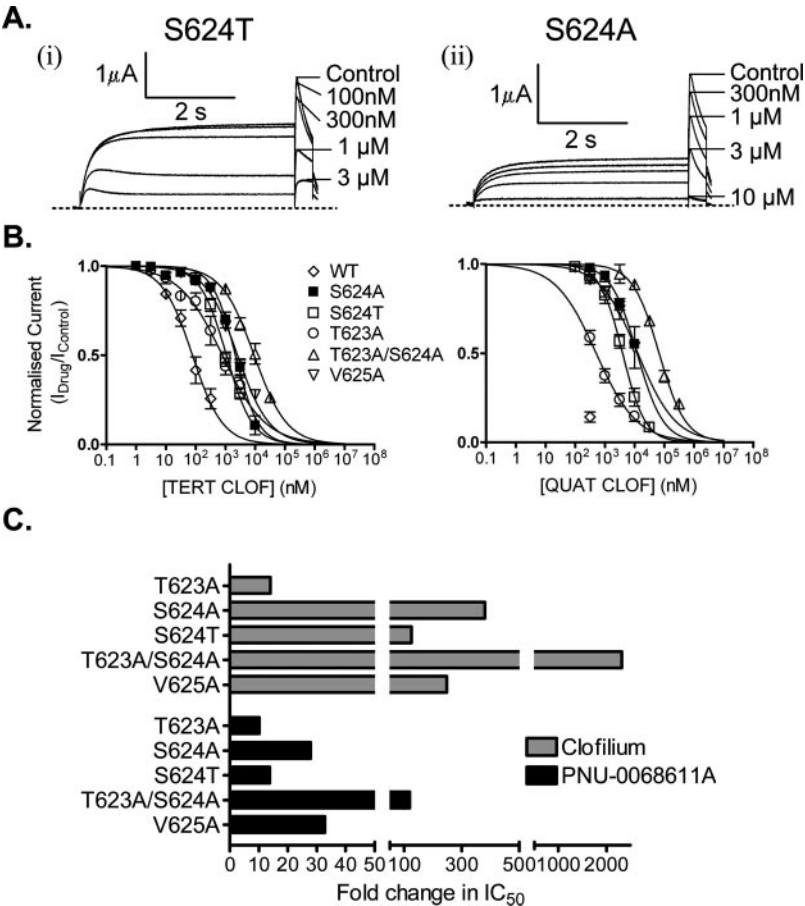 A.
S624T
(i)
1μA
2 s
Control
100nM
300nM
1 μM
3 μM
S624A
(ii)
1μA
2 s
Control
300nM
1 μM
3 μM
10 μM
B.
Normalised Current
(I_Drug/I_Control)
1.0
0.5
0.0
0.1 1 10 10² 10³ 10⁴ 10⁵ 10⁶ 10⁷ 10⁸
[TERT CLOF] (nM)
WT
S624A
S624T
T623A
T623A/S624A
V625A
1.0
0.5
0.0
0.1 1 10 10² 10³ 10⁴ 10⁵ 10⁶ 10⁷ 10⁸
[QUAT CLOF] (nM)
C.
T623A
S624A
S624T
T623A/S624A
V625A
T623A
S624A
S624T
T623A/S624A
V625A
Clofilium
PNU-0068611A
0 10 20 30 40 50 100 300 500 1000 2000
Fold change in IC₅₀